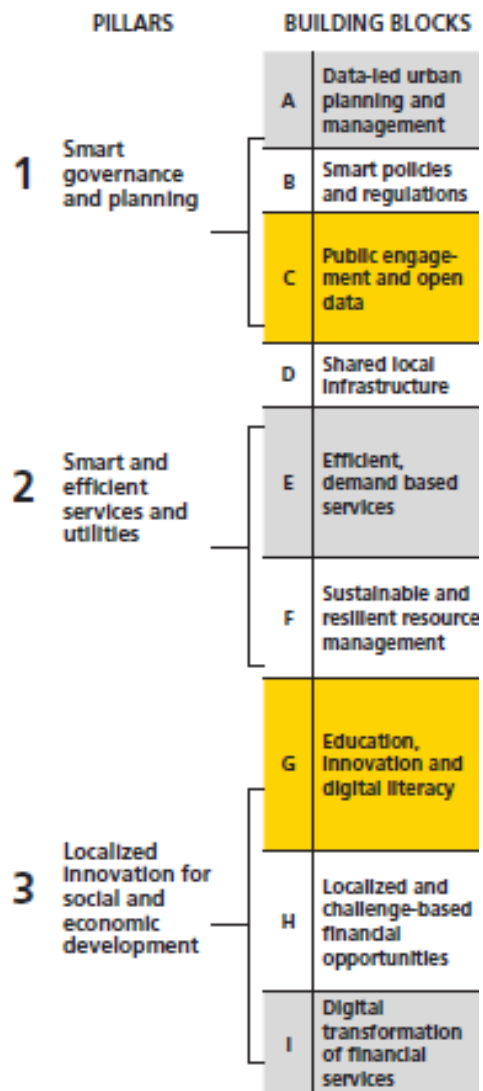 PILLARS BUILDING BLOCKS
1
Smart
governance
and planning
A
Data-led urban
planning and
management
B
Smart policies
and regulations
C
Public engage-
ment and open
data
D
Shared local
infrastructure
2
Smart and
efficient
services and
utilities
E
Efficient,
demand based
services
F
Sustainable and
resilient resource
management
3
Localized
innovation for
social and
economic
development
G
Education,
innovation and
digital literacy
H
Localized and
challenge-based
financial
opportunities
I
Digital
transformation
of financial
services